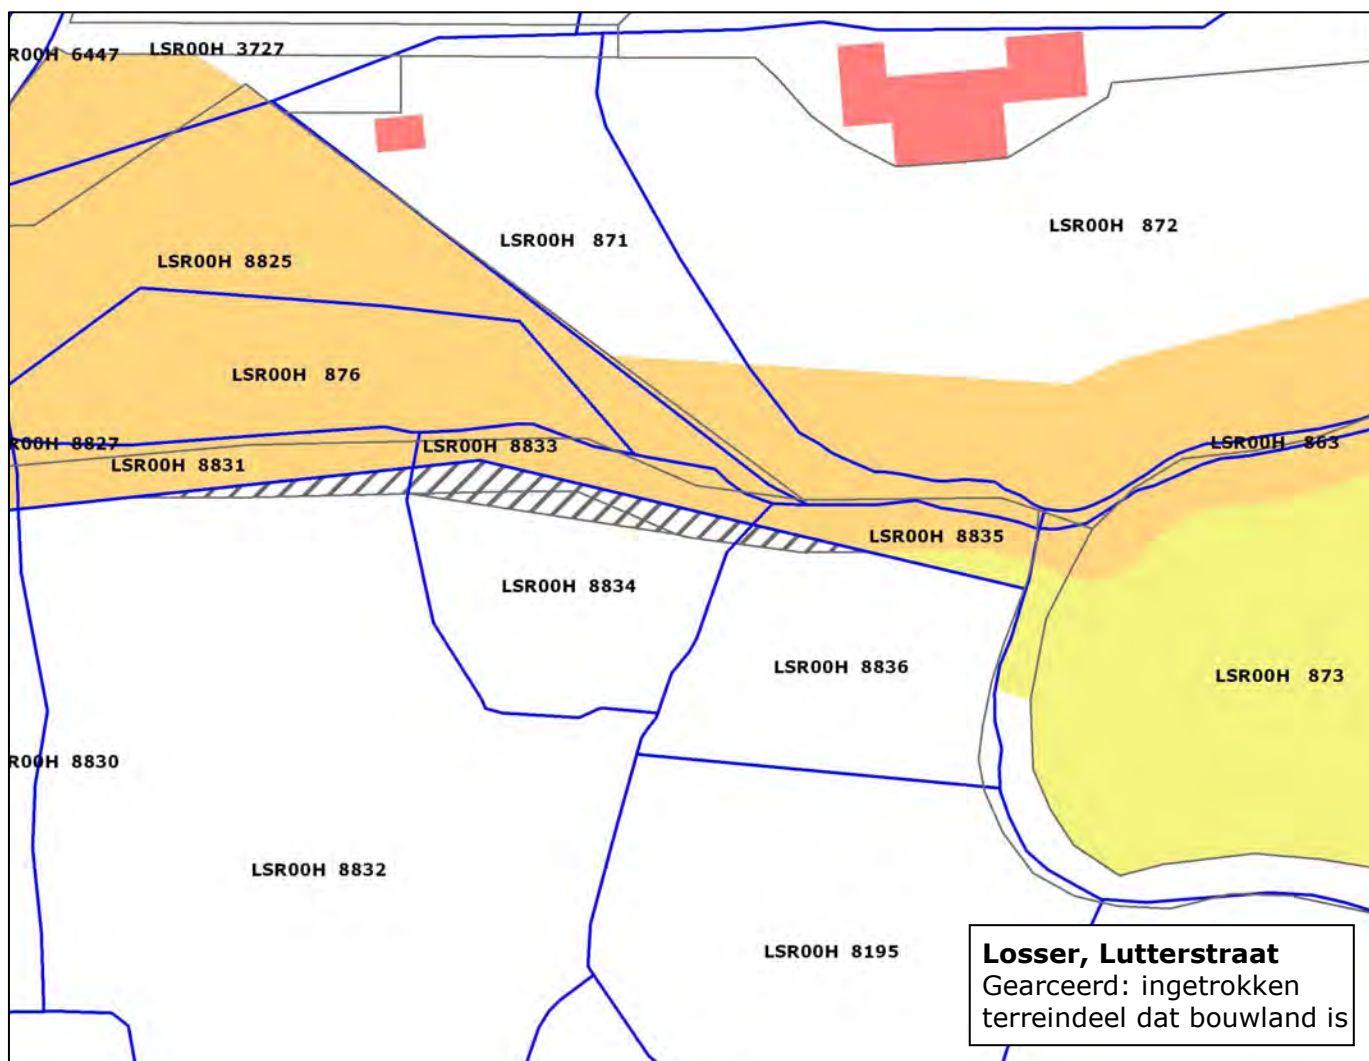 LSR00H 3727
R00H 6447
LSR00H 871
LSR00H 872
LSR00H 8825
LSR00H 876
R00H 8827
LSR00H 8833
LSR00H 863
LSR00H 8831
LSR00H 8835
LSR00H 8834
LSR00H 8836
LSR00H 873
R00H 8830
LSR00H 8832
LSR00H 8195
Losser, Lutterstraat
Gearceerd: ingetrokken
terreindeel dat bouwland is